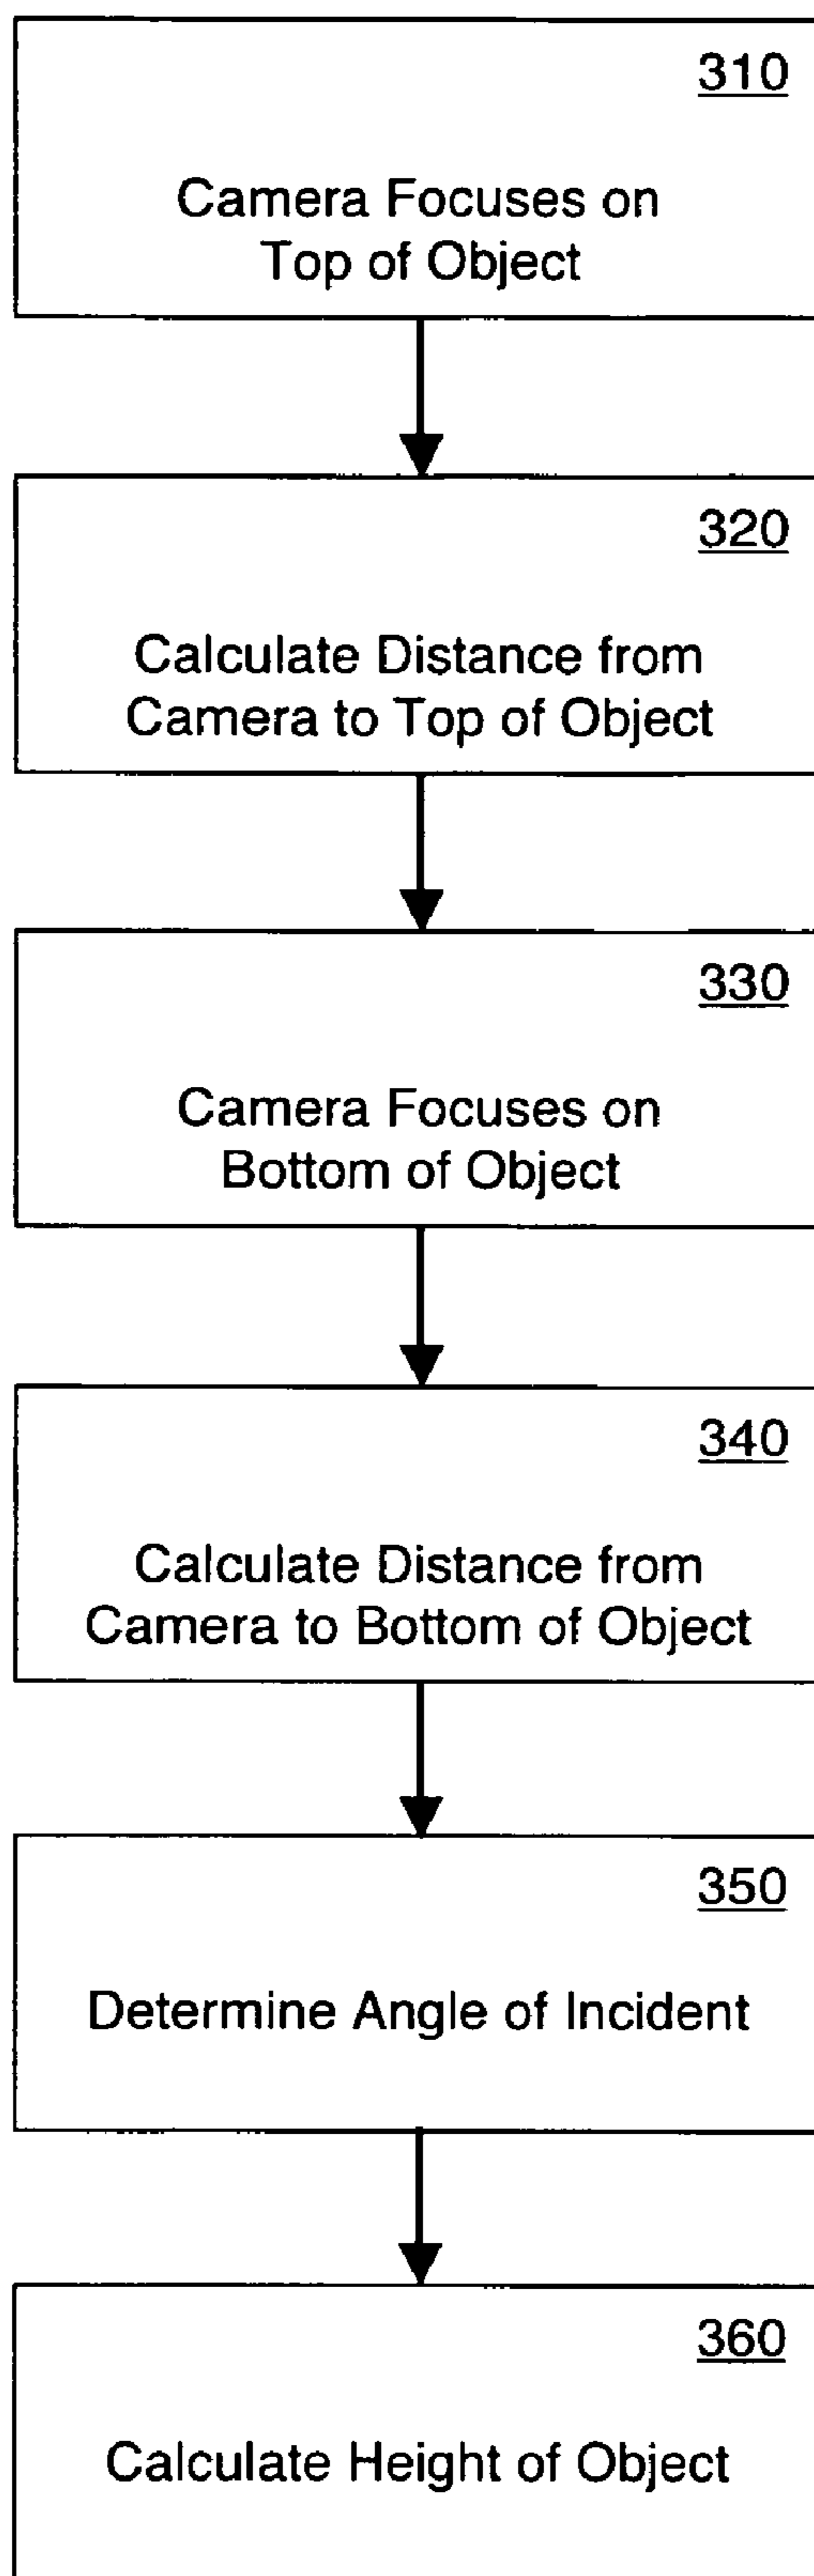 310
Camera Focuses on
Top of Object
320
Calculate Distance from
Camera to Top of Object
330
Camera Focuses on
Bottom of Object
340
Calculate Distance from
Camera to Bottom of Object
350
Determine Angle of Incident
360
Calculate Height of Object